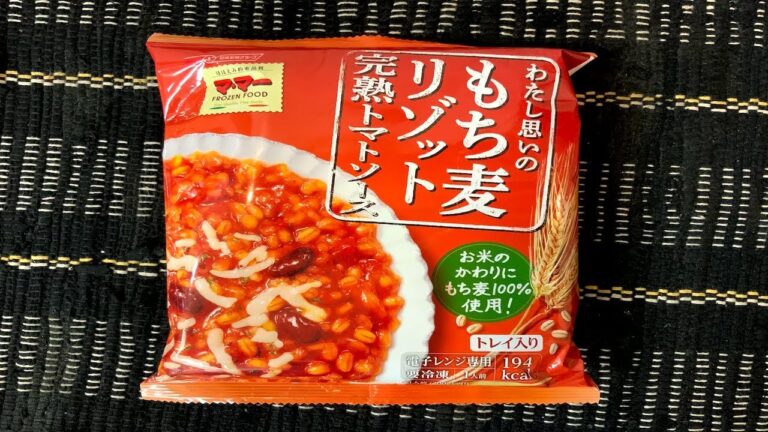 マ・マー
FROZEN FOOD
わたし思いの
もち麦
リゾット
完熟トマトソース
お米の
かわりに
もち麦100%
使用!
トレイ入り
電子レンジ専用
要冷凍 1人前
194
kcal